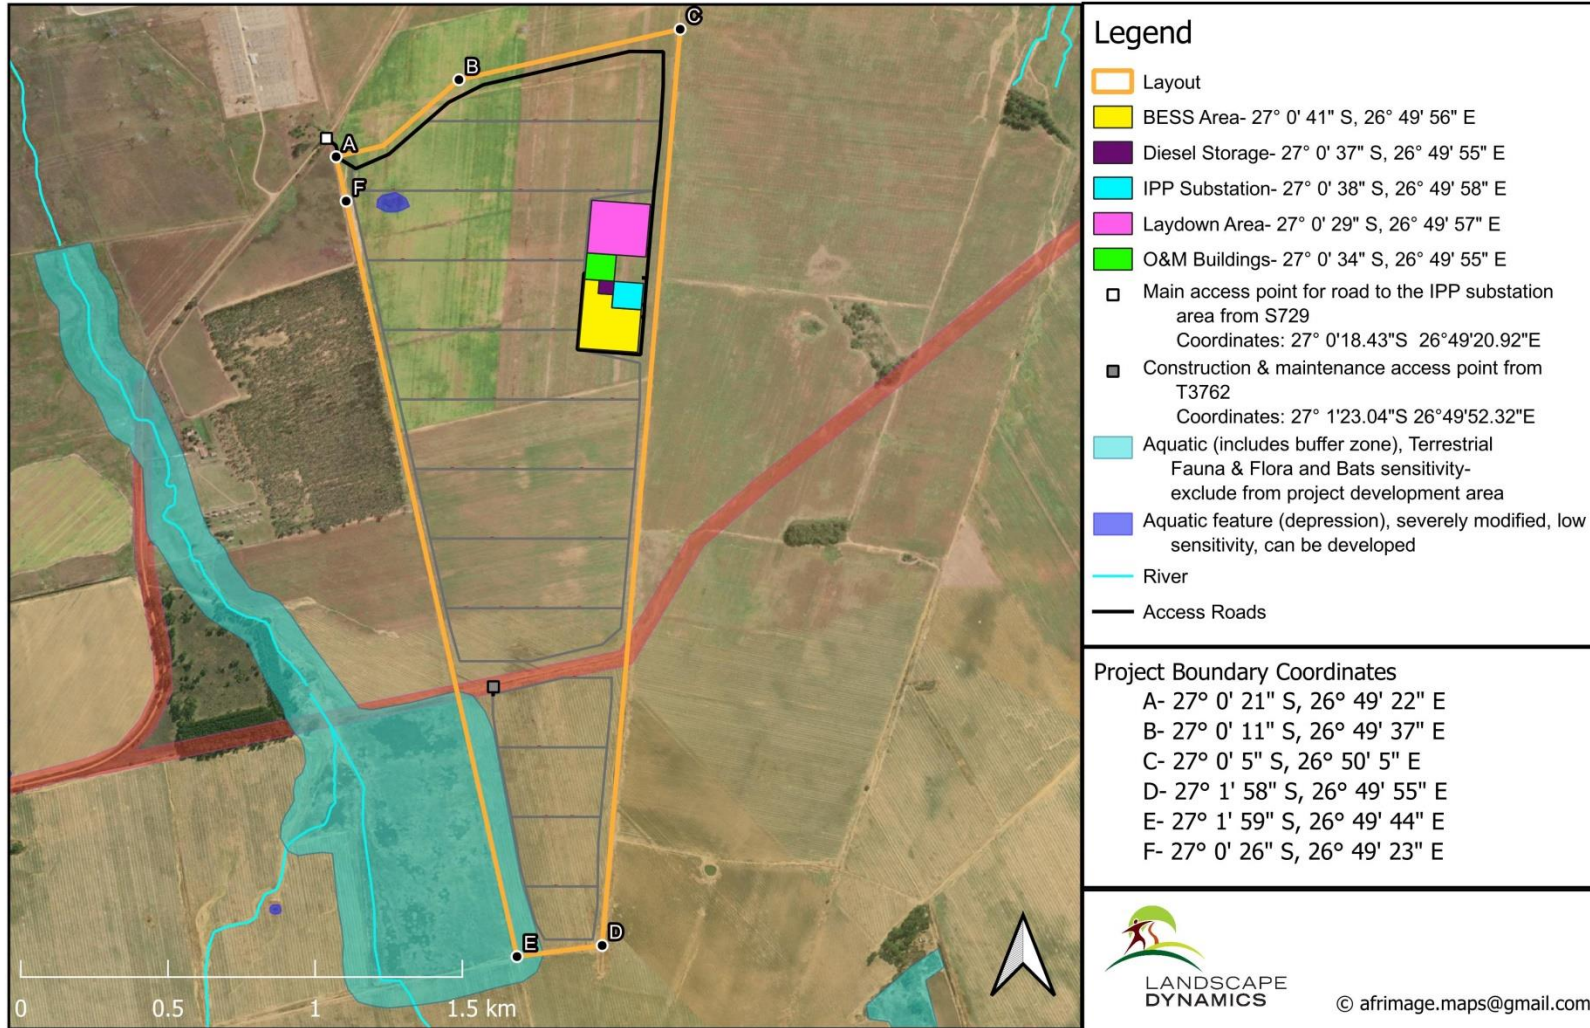 C
B
A
F
E
D
0 0.5 1 1.5 km
Legend
Layout
BESS Area- 27° 0' 41" S, 26° 49' 56" E
Diesel Storage- 27° 0' 37" S, 26° 49' 55" E
IPP Substation- 27° 0' 38" S, 26° 49' 58" E
Laydown Area- 27° 0' 29" S, 26° 49' 57" E
O&M Buildings- 27° 0' 34" S, 26° 49' 55" E
Main access point for road to the IPP substation
area from S729
Coordinates: 27° 0'18.43"S 26°49'20.92"E
Construction & maintenance access point from
T3762
Coordinates: 27° 1'23.04"S 26°49'52.32"E
Aquatic (includes buffer zone), Terrestrial
Fauna & Flora and Bats sensitivity-
exclude from project development area
Aquatic feature (depression), severely modified, low
sensitivity, can be developed
River
Access Roads
Project Boundary Coordinates
A- 27° 0' 21" S, 26° 49' 22" E
B- 27° 0' 11" S, 26° 49' 37" E
C- 27° 0' 5" S, 26° 50' 5" E
D- 27° 1' 58" S, 26° 49' 55" E
E- 27° 1' 59" S, 26° 49' 44" E
F- 27° 0' 26" S, 26° 49' 23" E
LANDSCAPE
DYNAMICS
© afrimage.maps@gmail.com